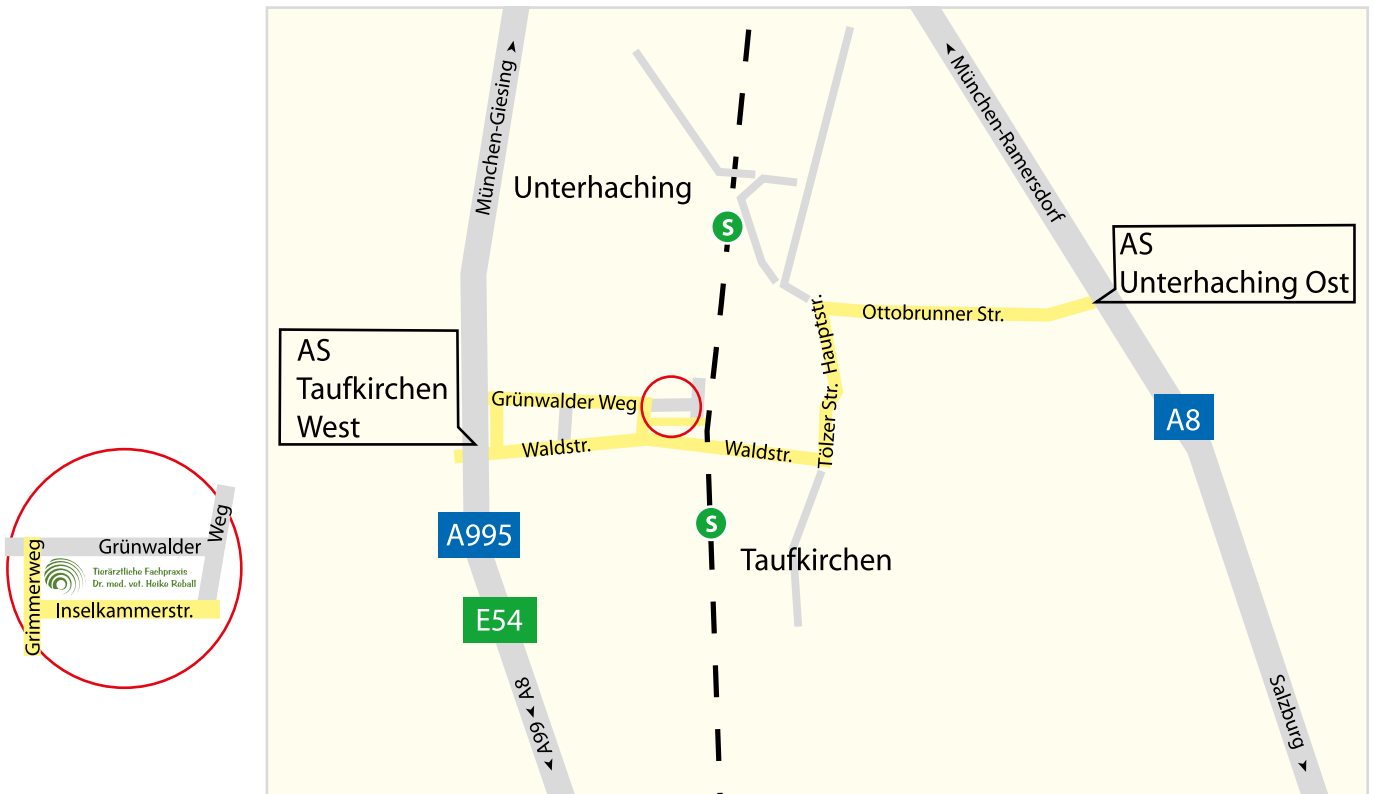 München-Giesing
München-Ramersdorf
Unterhaching
S
AS
Unterhaching Ost
Hauptstr.
Ottobrunner Str.
AS
Taufkirchen
West
Grünwalder Weg
Tölzer Str.
A8
Waldstr.
Waldstr.
S
A995
Taufkirchen
E54
A8
A99
Salzburg
Weg
Grünwalder
Grimmerweg
Tierärztliche Fachpraxis
Dr. med. vet. Heike Reball
Inselkammerstr.